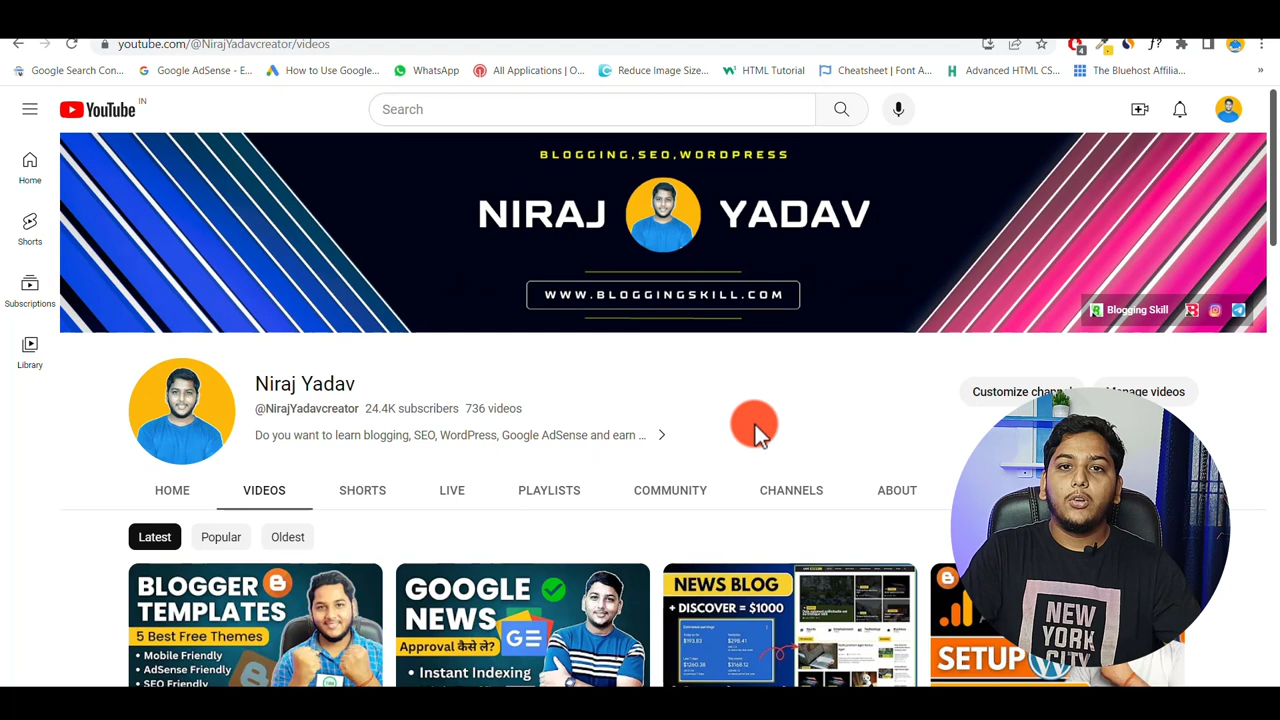 youtube.com/@NirajYadavcreator/videos
4
Google Search Con... Google AdSense - E... How to Use Google... WhatsApp All Applications | O... Reduce Image Size... HTML Tutorial Cheatsheet | Font A... Advanced HTML CS... The Bluehost Affilia... »
YouTube IN
Search
Home
Shorts
Subscriptions
Library
BLOGGING,SEO,WORDPRESS
NIRAJ YADAV
WWW.BLOGGINGSKILL.COM
Blogging Skill
Niraj Yadav
@NirajYadavcreator 24.4K subscribers 736 videos
Do you want to learn blogging, SEO, WordPress, Google AdSense and earn ...
Customize chann
Manage videos
HOME VIDEOS SHORTS LIVE PLAYLISTS COMMUNITY CHANNELS ABOUT
Latest Popular Oldest
BLOGGER
TEMPLATES
5 Best Free Themes
• Mobile Friendly
• AdSense Friendly
• SEO Friendly
GOOGLE
NEWS
Approval कैसे ले?
• Instant Indexing
NEWS BLOG
+ DISCOVER = $1000
SETUP
NEW
YORK
CITY